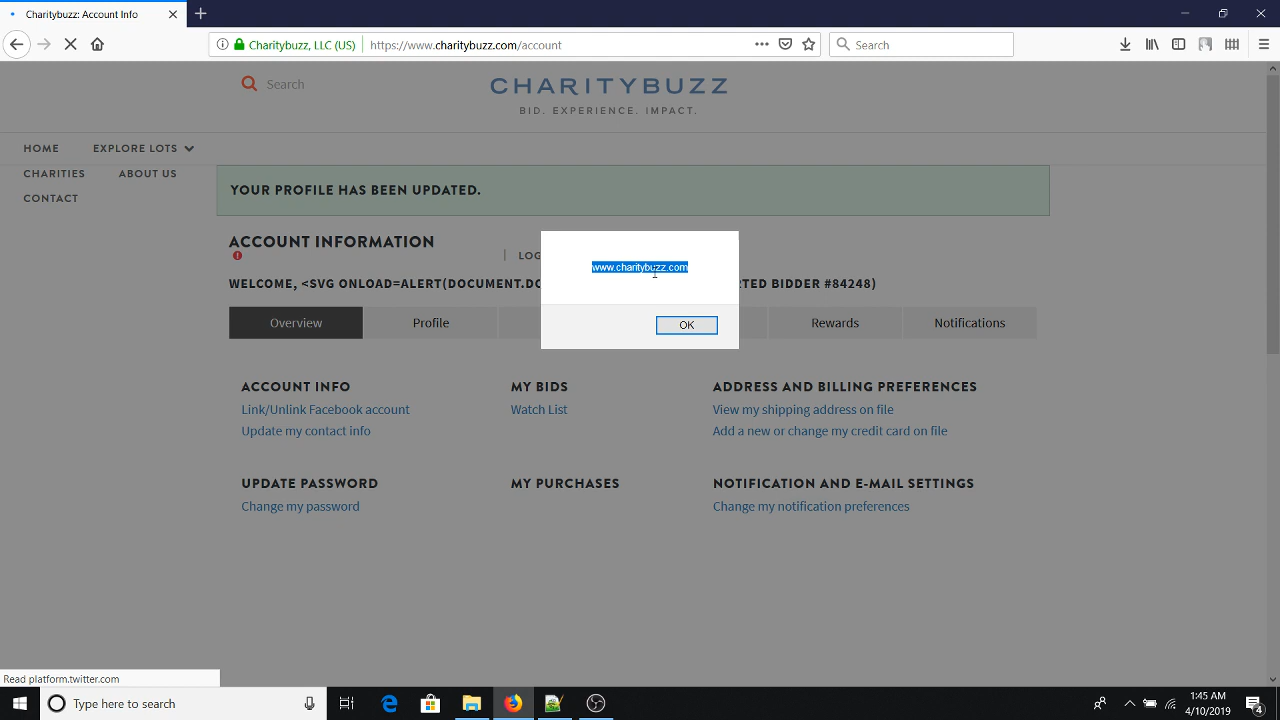 Charitybuzz: Account Info
Charitybuzz, LLC (US)
https://www.charitybuzz.com/account
Search
Search
CHARITYBUZZ
BID. EXPERIENCE. IMPACT.
HOME
EXPLORE LOTS
CHARITIES
ABOUT US
CONTACT
YOUR PROFILE HAS BEEN UPDATED.
ACCOUNT INFORMATION
| LOG
WELCOME, <SVG ONLOAD=ALERT(DOCUMENT.DO
TED BIDDER #84248)
www.charitybuzz.com
OK
Overview
Profile
Rewards
Notifications
ACCOUNT INFO
Link/Unlink Facebook account
Update my contact info
MY BIDS
Watch List
ADDRESS AND BILLING PREFERENCES
View my shipping address on file
Add a new or change my credit card on file
UPDATE PASSWORD
Change my password
MY PURCHASES
NOTIFICATION AND E-MAIL SETTINGS
Change my notification preferences
Read platform.twitter.com
Type here to search
1:45 AM
4/10/2019
4